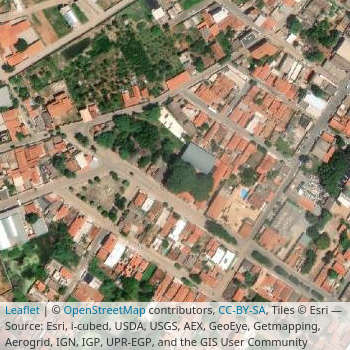 Leaflet | © OpenStreetMap contributors, CC-BY-SA, Tiles © Esri —
Source: Esri, i-cubed, USDA, USGS, AEX, GeoEye, Getmapping,
Aerogrid, IGN, IGP, UPR-EGP, and the GIS User Community